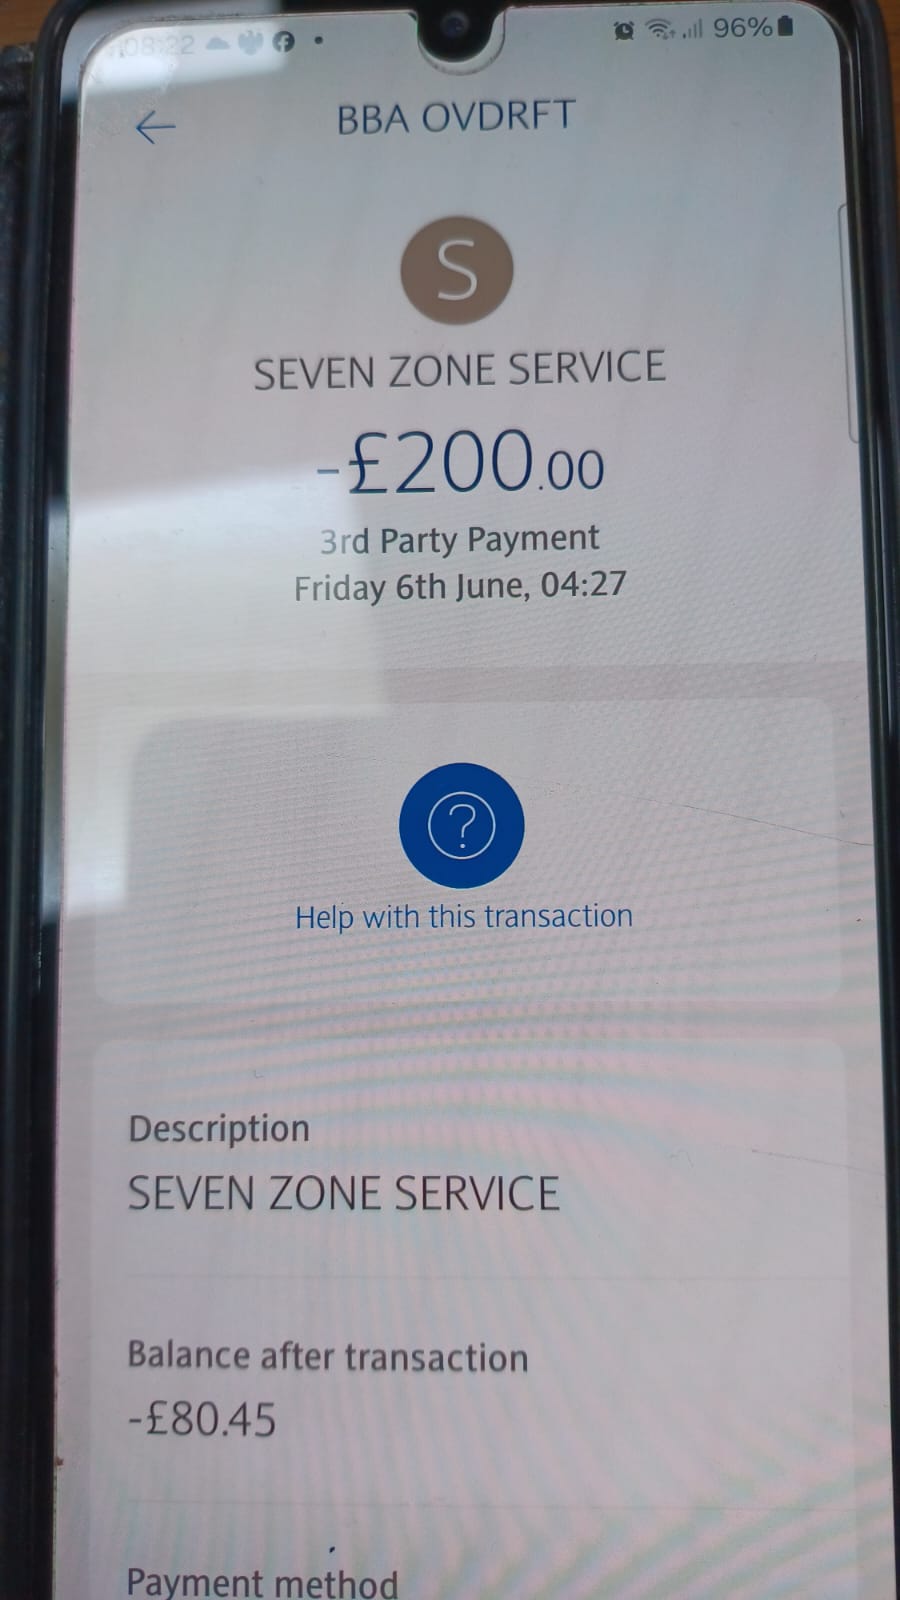 08:22
96%
BBA OVDRFT
S
SEVEN ZONE SERVICE
-£200.00
3rd Party Payment
Friday 6th June, 04:27
?
Help with this transaction
Description
SEVEN ZONE SERVICE
Balance after transaction
-£80.45
Payment method